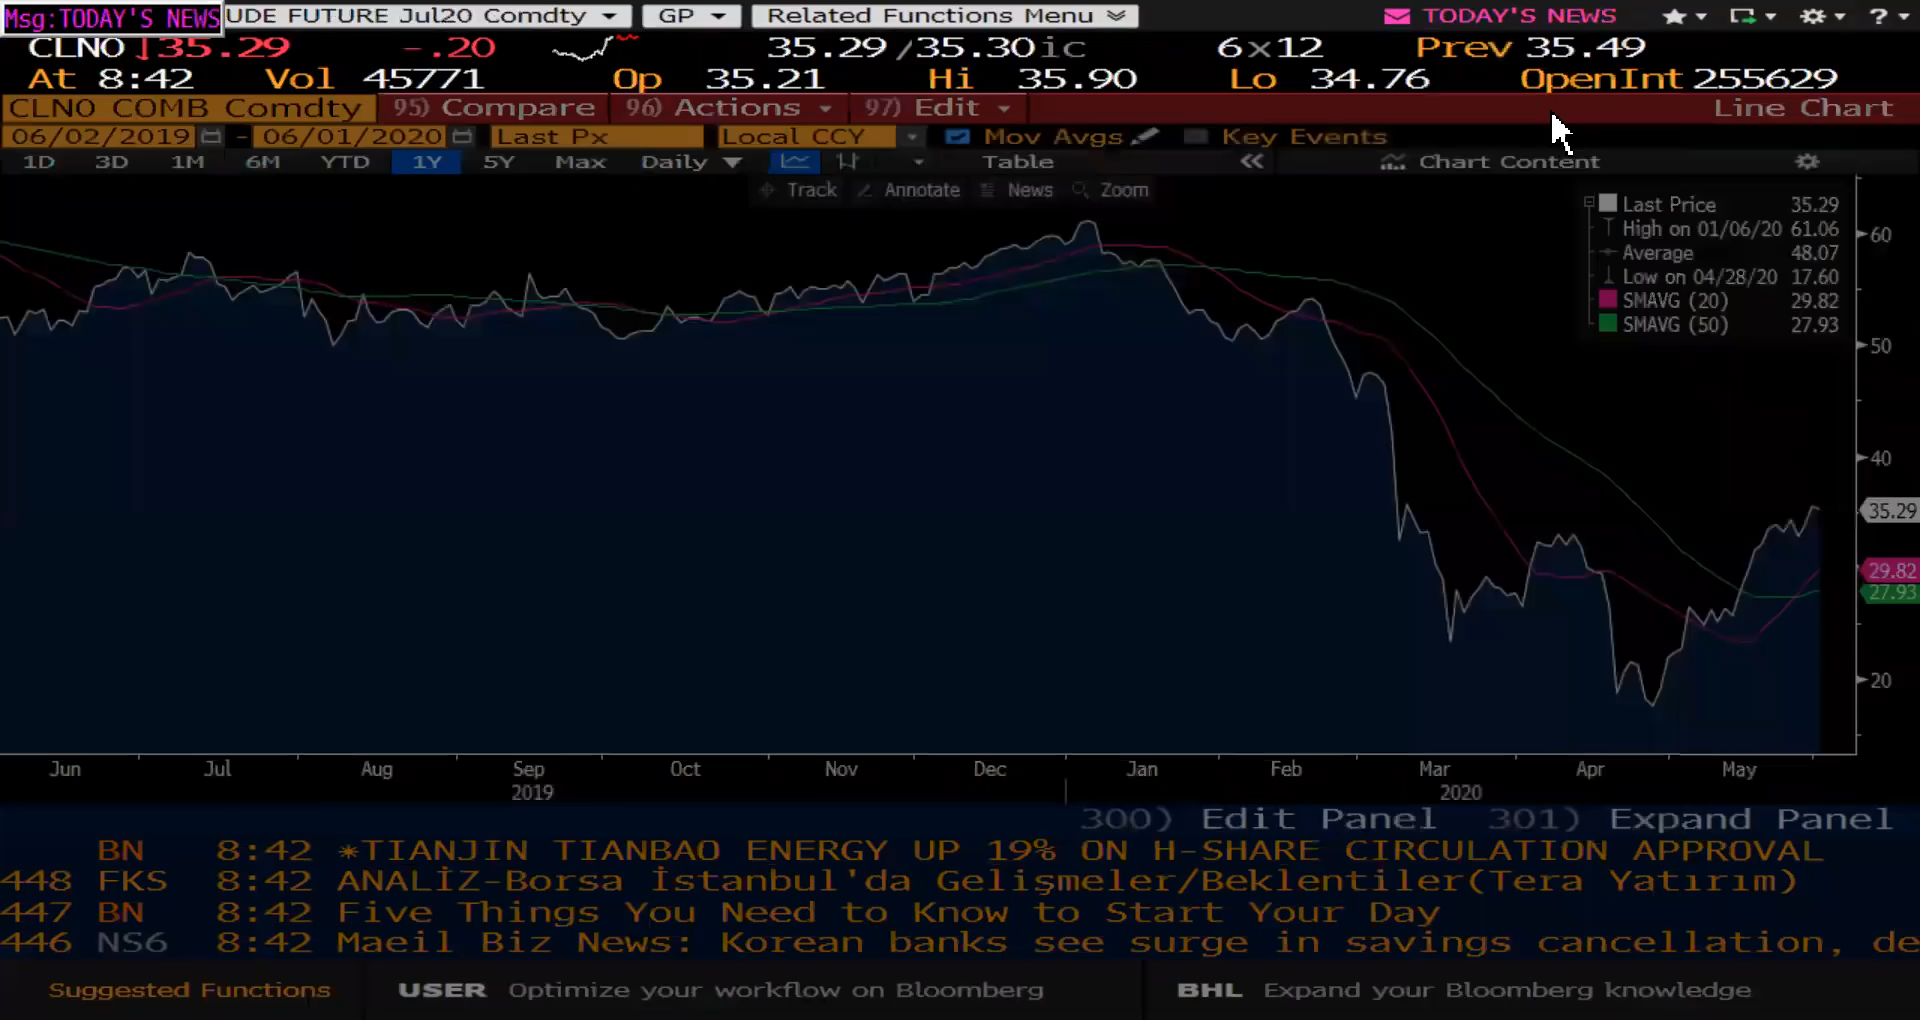 Msg:TODAY'S NEWS UDE FUTURE Jul20 Comdty GP Related Functions Menu TODAY'S NEWS ?
CLN0 ↓35.29 -.20 35.29/35.30ic 6x12 Prev 35.49
At 8:42 Vol 45771 Op 35.21 Hi 35.90 Lo 34.76 OpenInt 255629
CLN0 COMB Comdty 95) Compare 96) Actions 97) Edit Line Chart
06/02/2019 - 06/01/2020 Last Px Local CCY Mov Avgs Key Events
1D 3D 1M 6M YTD 1Y 5Y Max Daily Table « Chart Content
Track Annotate News Zoom
Last Price 35.29
High on 01/06/20 61.06
Average 48.07
Low on 04/28/20 17.60
SMAVG (20) 29.82
SMAVG (50) 27.93
60
50
40
35.29
29.82
27.93
20
Jun Jul Aug Sep Oct Nov Dec Jan Feb Mar Apr May
2019 2020
300) Edit Panel 301) Expand Panel
BN 8:42 *TIANJIN TIANBAO ENERGY UP 19% ON H-SHARE CIRCULATION APPROVAL
448 FKS 8:42 ANALİZ-Borsa İstanbul'da Gelişmeler/Beklentiler(Tera Yatırım)
447 BN 8:42 Five Things You Need to Know to Start Your Day
446 NS6 8:42 Maeil Biz News: Korean banks see surge in savings cancellation, de
Suggested Functions USER Optimize your workflow on Bloomberg BHL Expand your Bloomberg knowledge